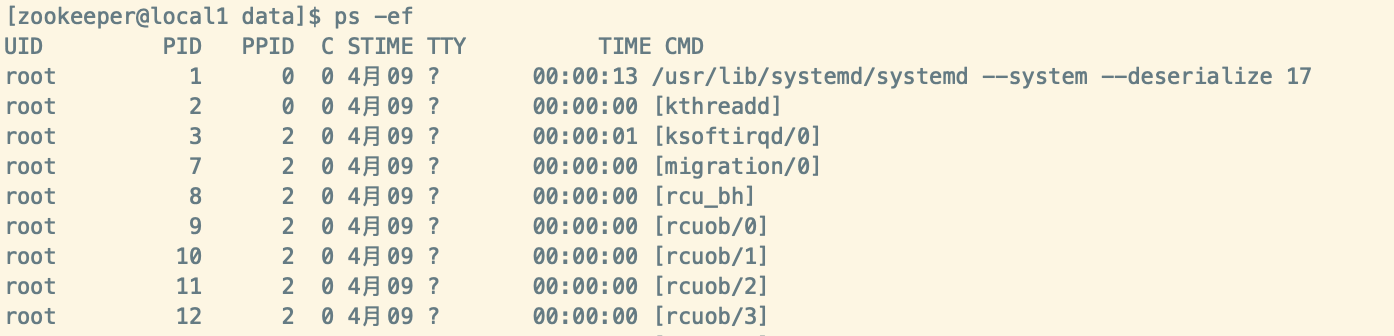 [zookeeper@local1 data]$ ps -ef
UID        PID   PPID  C STIME TTY          TIME CMD
root         1      0  0 4月09 ?        00:00:13 /usr/lib/systemd/systemd --system --deserialize 17
root         2      0  0 4月09 ?        00:00:00 [kthreadd]
root         3      2  0 4月09 ?        00:00:01 [ksoftirqd/0]
root         7      2  0 4月09 ?        00:00:00 [migration/0]
root         8      2  0 4月09 ?        00:00:00 [rcu_bh]
root         9      2  0 4月09 ?        00:00:00 [rcuob/0]
root        10      2  0 4月09 ?        00:00:00 [rcuob/1]
root        11      2  0 4月09 ?        00:00:00 [rcuob/2]
root        12      2  0 4月09 ?        00:00:00 [rcuob/3]